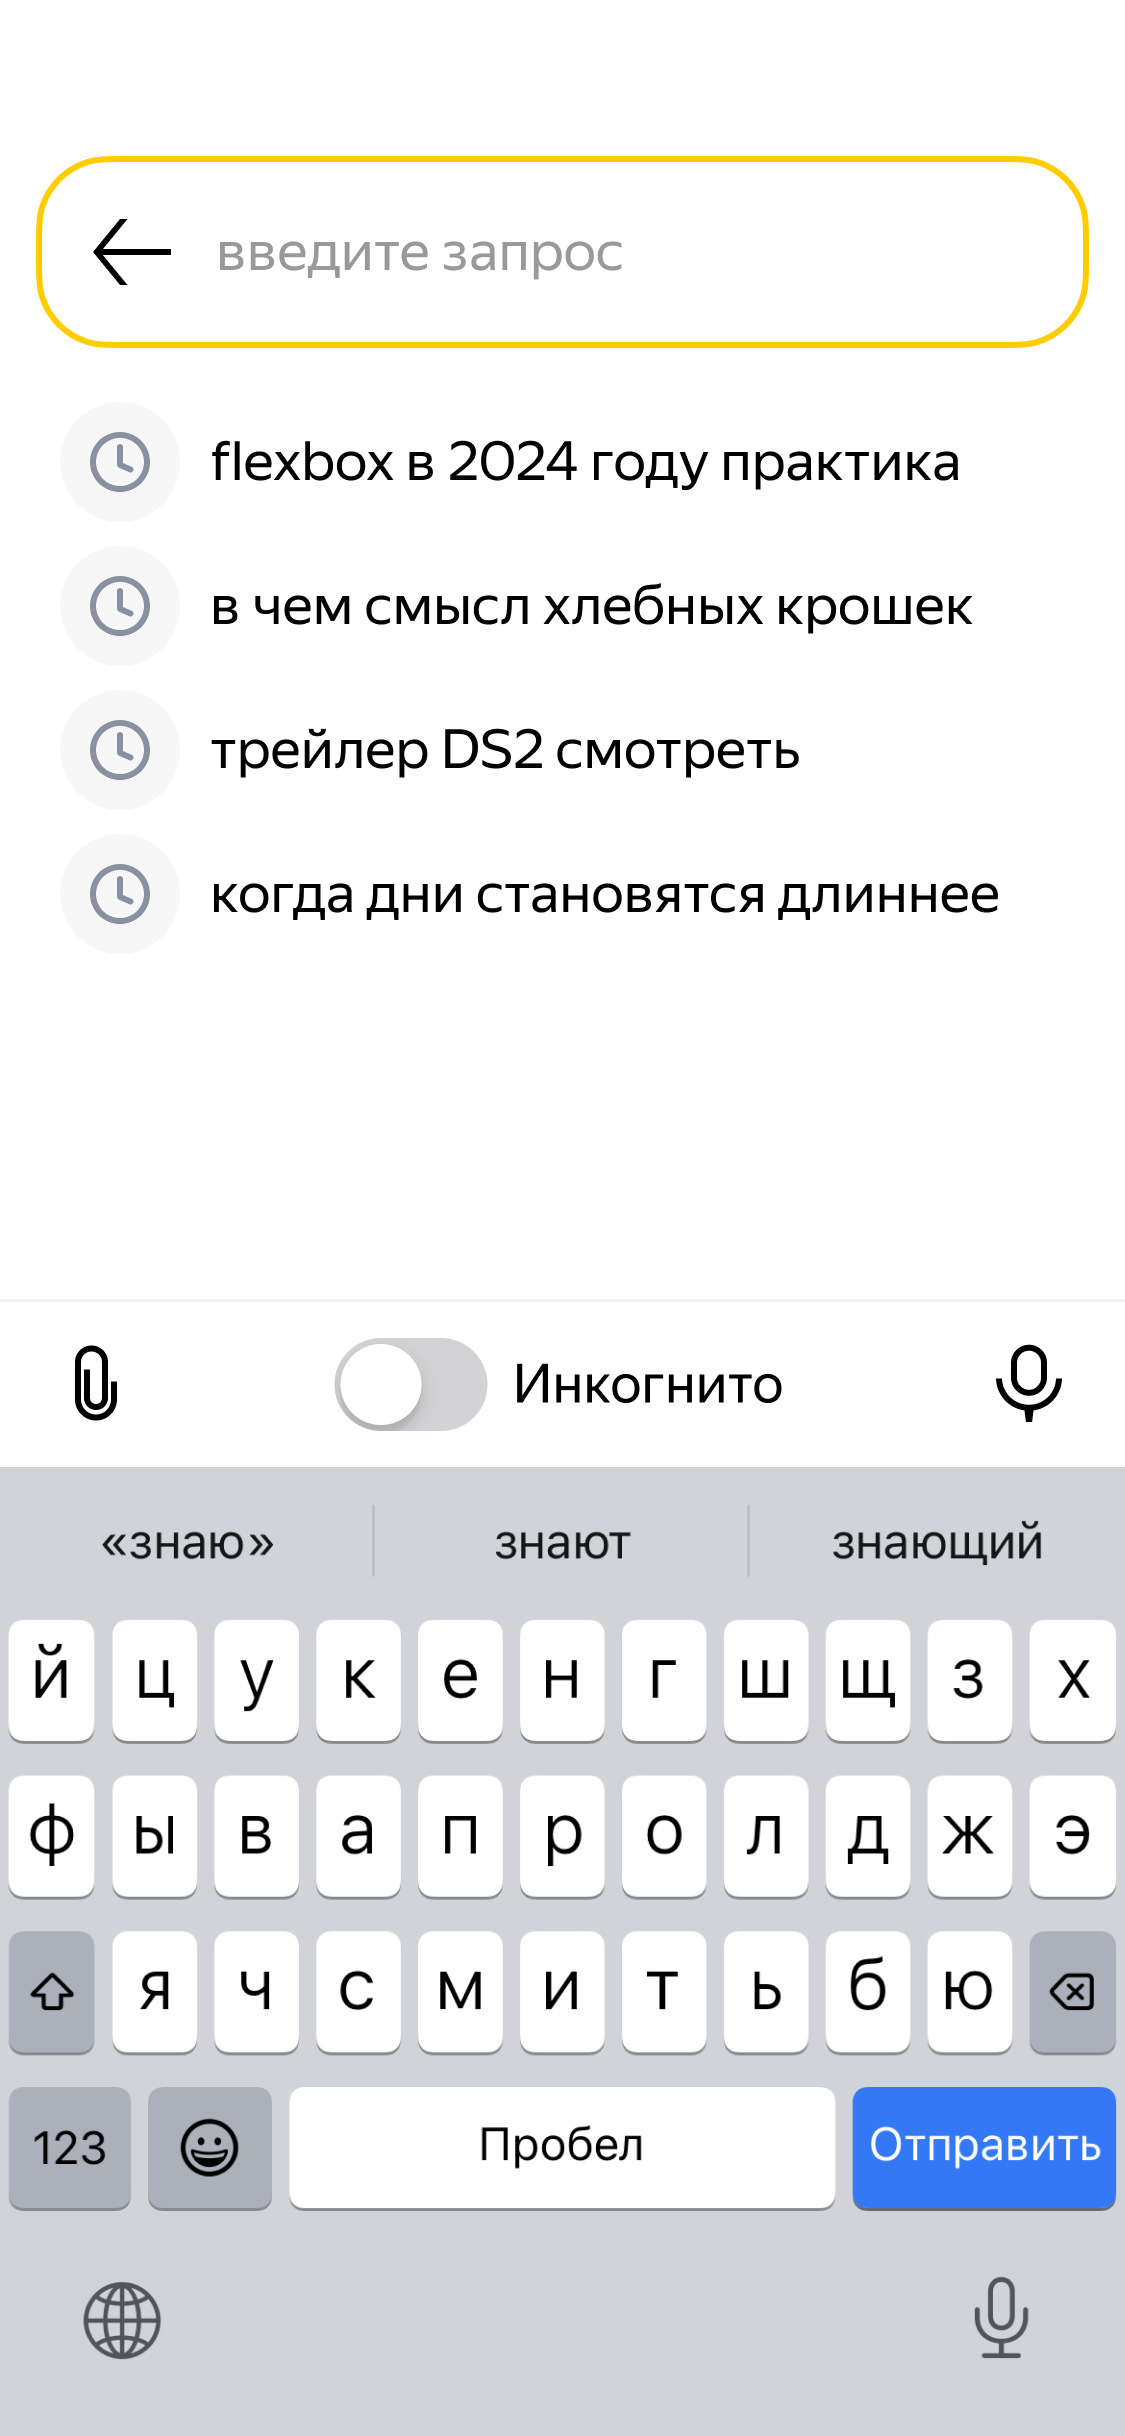 введите запрос
flexbox в 2024 году практика
в чем смысл хлебных крошек
трейлер DS2 смотреть
когда дни становятся длиннее
Инкогнито
«знаю» знают знающий
й ц у к е н г ш щ з х
ф ы в а п р о л д ж э
я ч с м и т ь б ю
123 Пробел Отправить